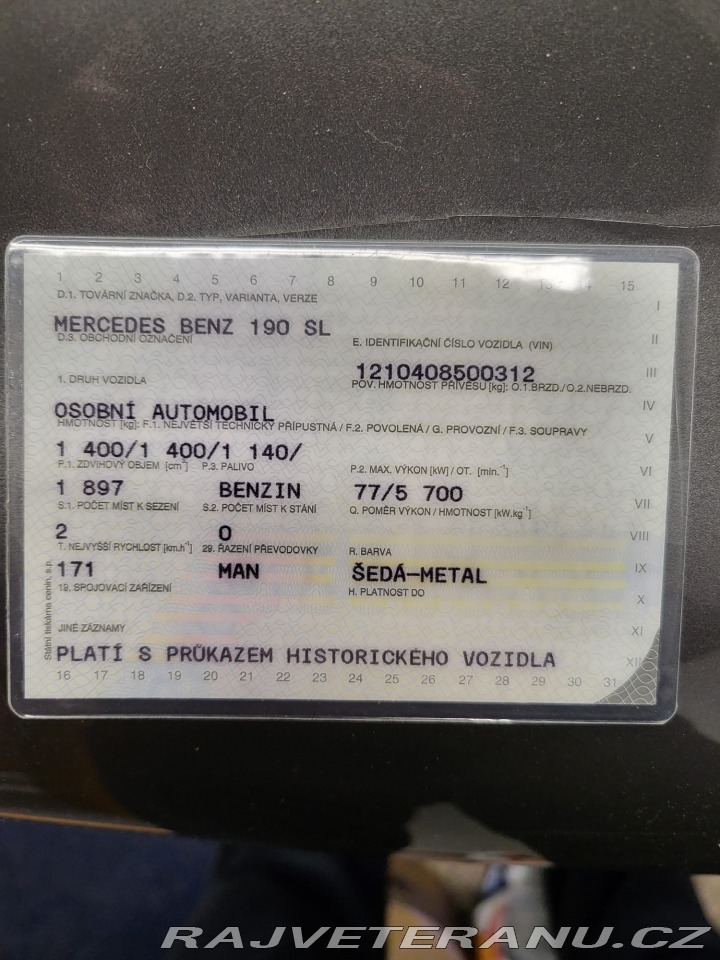 1 2 3 4 5 6 7 8 9 10 11 12 13 14 15
D.1. TOVÁRNÍ ZNAČKA, D.2. TYP, VARIANTA, VERZE
I
MERCEDES BENZ 190 SL
D.3. OBCHODNÍ OZNAČENÍ
E. IDENTIFIKAČNÍ ČÍSLO VOZIDLA (VIN)
II
1210408500312
III
1. DRUH VOZIDLA
POV. HMOTNOST PŘÍVĚSU [kg]: O.1.BRZD./O.2.NEBRZD.
OSOBNÍ AUTOMOBIL
IV
HMOTNOST [kg]: F.1. NEJVĚTŠÍ TECHNICKY PŘÍPUSTNÁ / F.2. POVOLENÁ / G. PROVOZNÍ / F.3. SOUPRAVY
V
1 400/1 400/1 140/
P.1. ZDVIHOVÝ OBJEM [cm³] P.3. PALIVO P.2. MAX. VÝKON [kW] / OT. [min.⁻¹]
VI
1 897 BENZIN 77/5 700
VII
S.1. POČET MÍST K SEZENÍ S.2. POČET MÍST K STÁNÍ Q. POMĚR VÝKON / HMOTNOST [kW.kg⁻¹]
2 0
VIII
T. NEJVYŠŠÍ RYCHLOST [km.h⁻¹] 29. ŘAZENÍ PŘEVODOVKY R. BARVA
171 MAN ŠEDÁ-METAL
IX
19. SPOJOVACÍ ZAŘÍZENÍ H. PLATNOST DO
X
JINÉ ZÁZNAMY
XI
PLATÍ S PRŮKAZEM HISTORICKÉHO VOZIDLA
XII
16 17 18 19 20 21 22 23 24 25 26 27 28 29 30 31
Státní tiskárna cenin, s.p.
RAJVETERANU.CZ